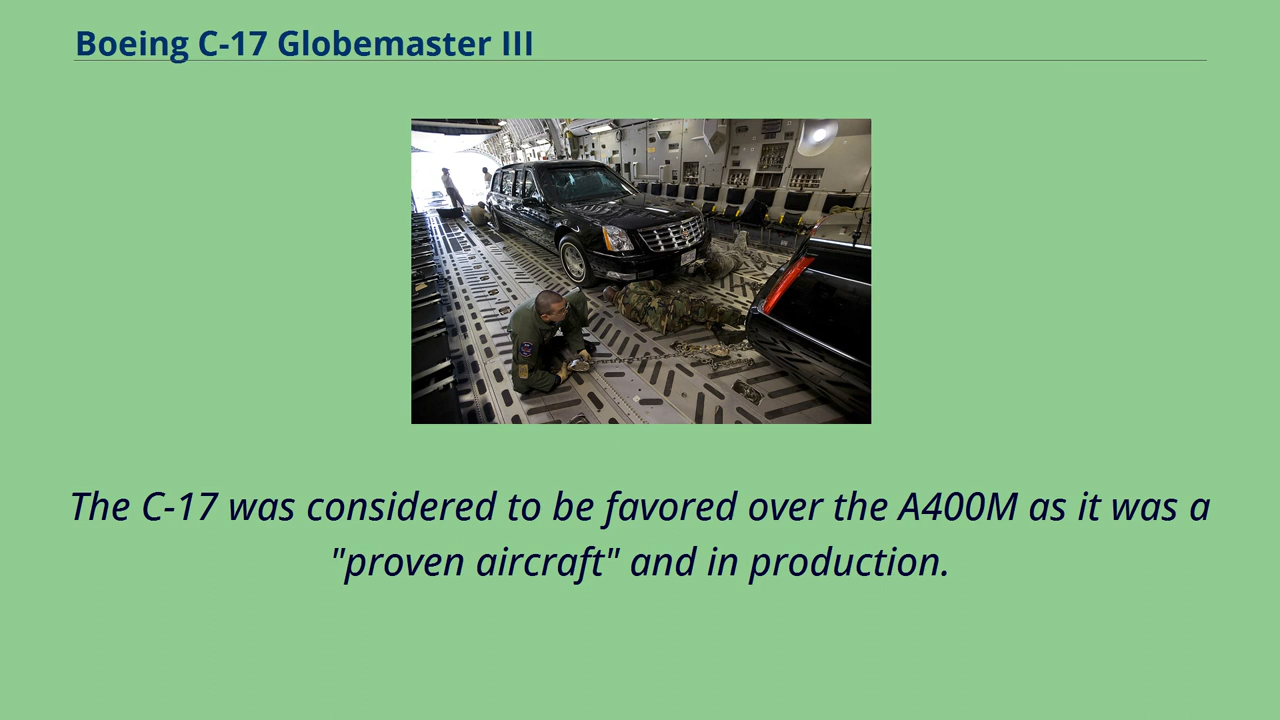 Boeing C-17 Globemaster III
The C-17 was considered to be favored over the A400M as it was a
"proven aircraft" and in production.